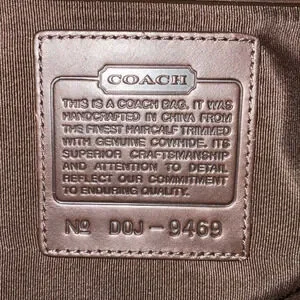 COACH
THIS IS A COACH BAG. IT WAS
HANDCRAFTED IN CHINA FROM
THE FINEST HAIRCALF TRIMMED
WITH GENUINE COWHIDE. ITS
SUPERIOR CRAFTSMANSHIP
AND ATTENTION TO DETAIL
REFLECT OUR COMMITMENT
TO ENDURING QUALITY.
Nº DOJ-9469